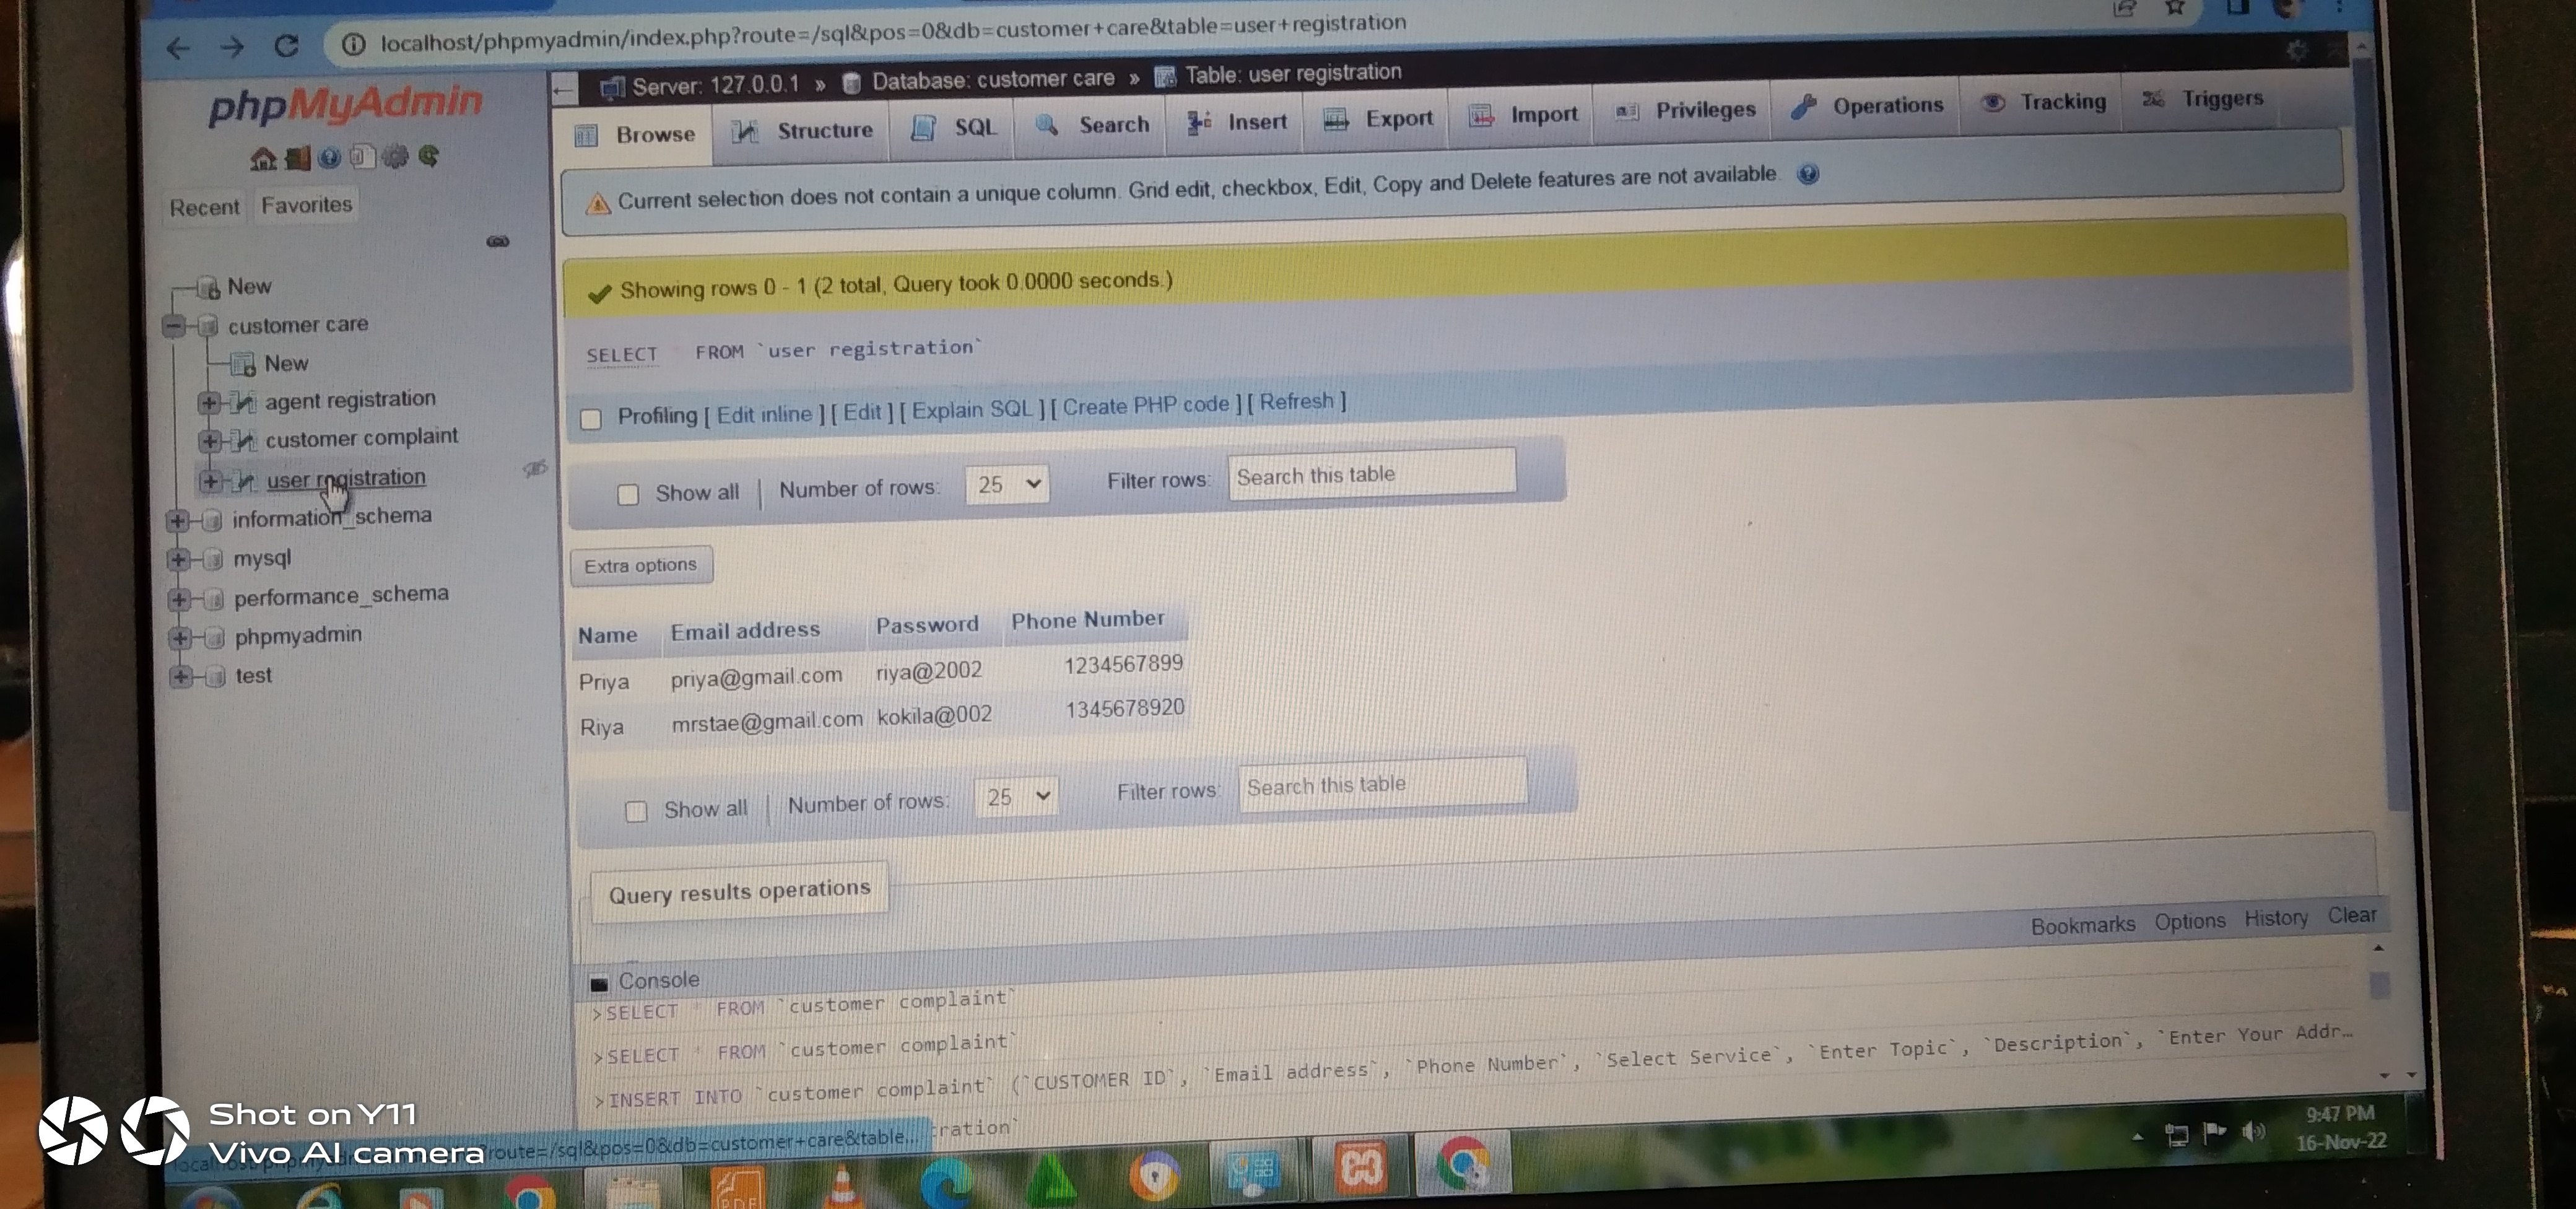 localhost/phpmyadmin/index.php?route=/sql&pos=0&db=customer+care&table=user+registration
phpMyAdmin
Recent Favorites
New
customer care
New
agent registration
customer complaint
user registration
information_schema
mysql
performance_schema
phpmyadmin
test
Server: 127.0.0.1 » Database: customer care » Table: user registration
Browse Structure SQL Search Insert Export Import Privileges Operations Tracking Triggers
Current selection does not contain a unique column. Grid edit, checkbox, Edit, Copy and Delete features are not available.
Showing rows 0 - 1 (2 total, Query took 0.0000 seconds.)
SELECT * FROM `user registration`
Profiling [ Edit inline ] [ Edit ] [ Explain SQL ] [ Create PHP code ] [ Refresh ]
Show all | Number of rows: 25 Filter rows: Search this table
Extra options
Name Email address Password Phone Number
Priya priya@gmail.com riya@2002 1234567899
Riya mrstae@gmail.com kokila@002 1345678920
Show all | Number of rows: 25 Filter rows: Search this table
Query results operations
Bookmarks Options History Clear
Console
>SELECT * FROM `customer complaint`
>SELECT * FROM `customer complaint`
>INSERT INTO `customer complaint` (`CUSTOMER ID`, `Email address`, `Phone Number`, `Select Service`, `Enter Topic`, `Description`, `Enter Your Addr…
ration`
route=/sql&pos=0&db=customer+care&table...
Shot on Y11
Vivo AI camera
9:47 PM
16-Nov-22